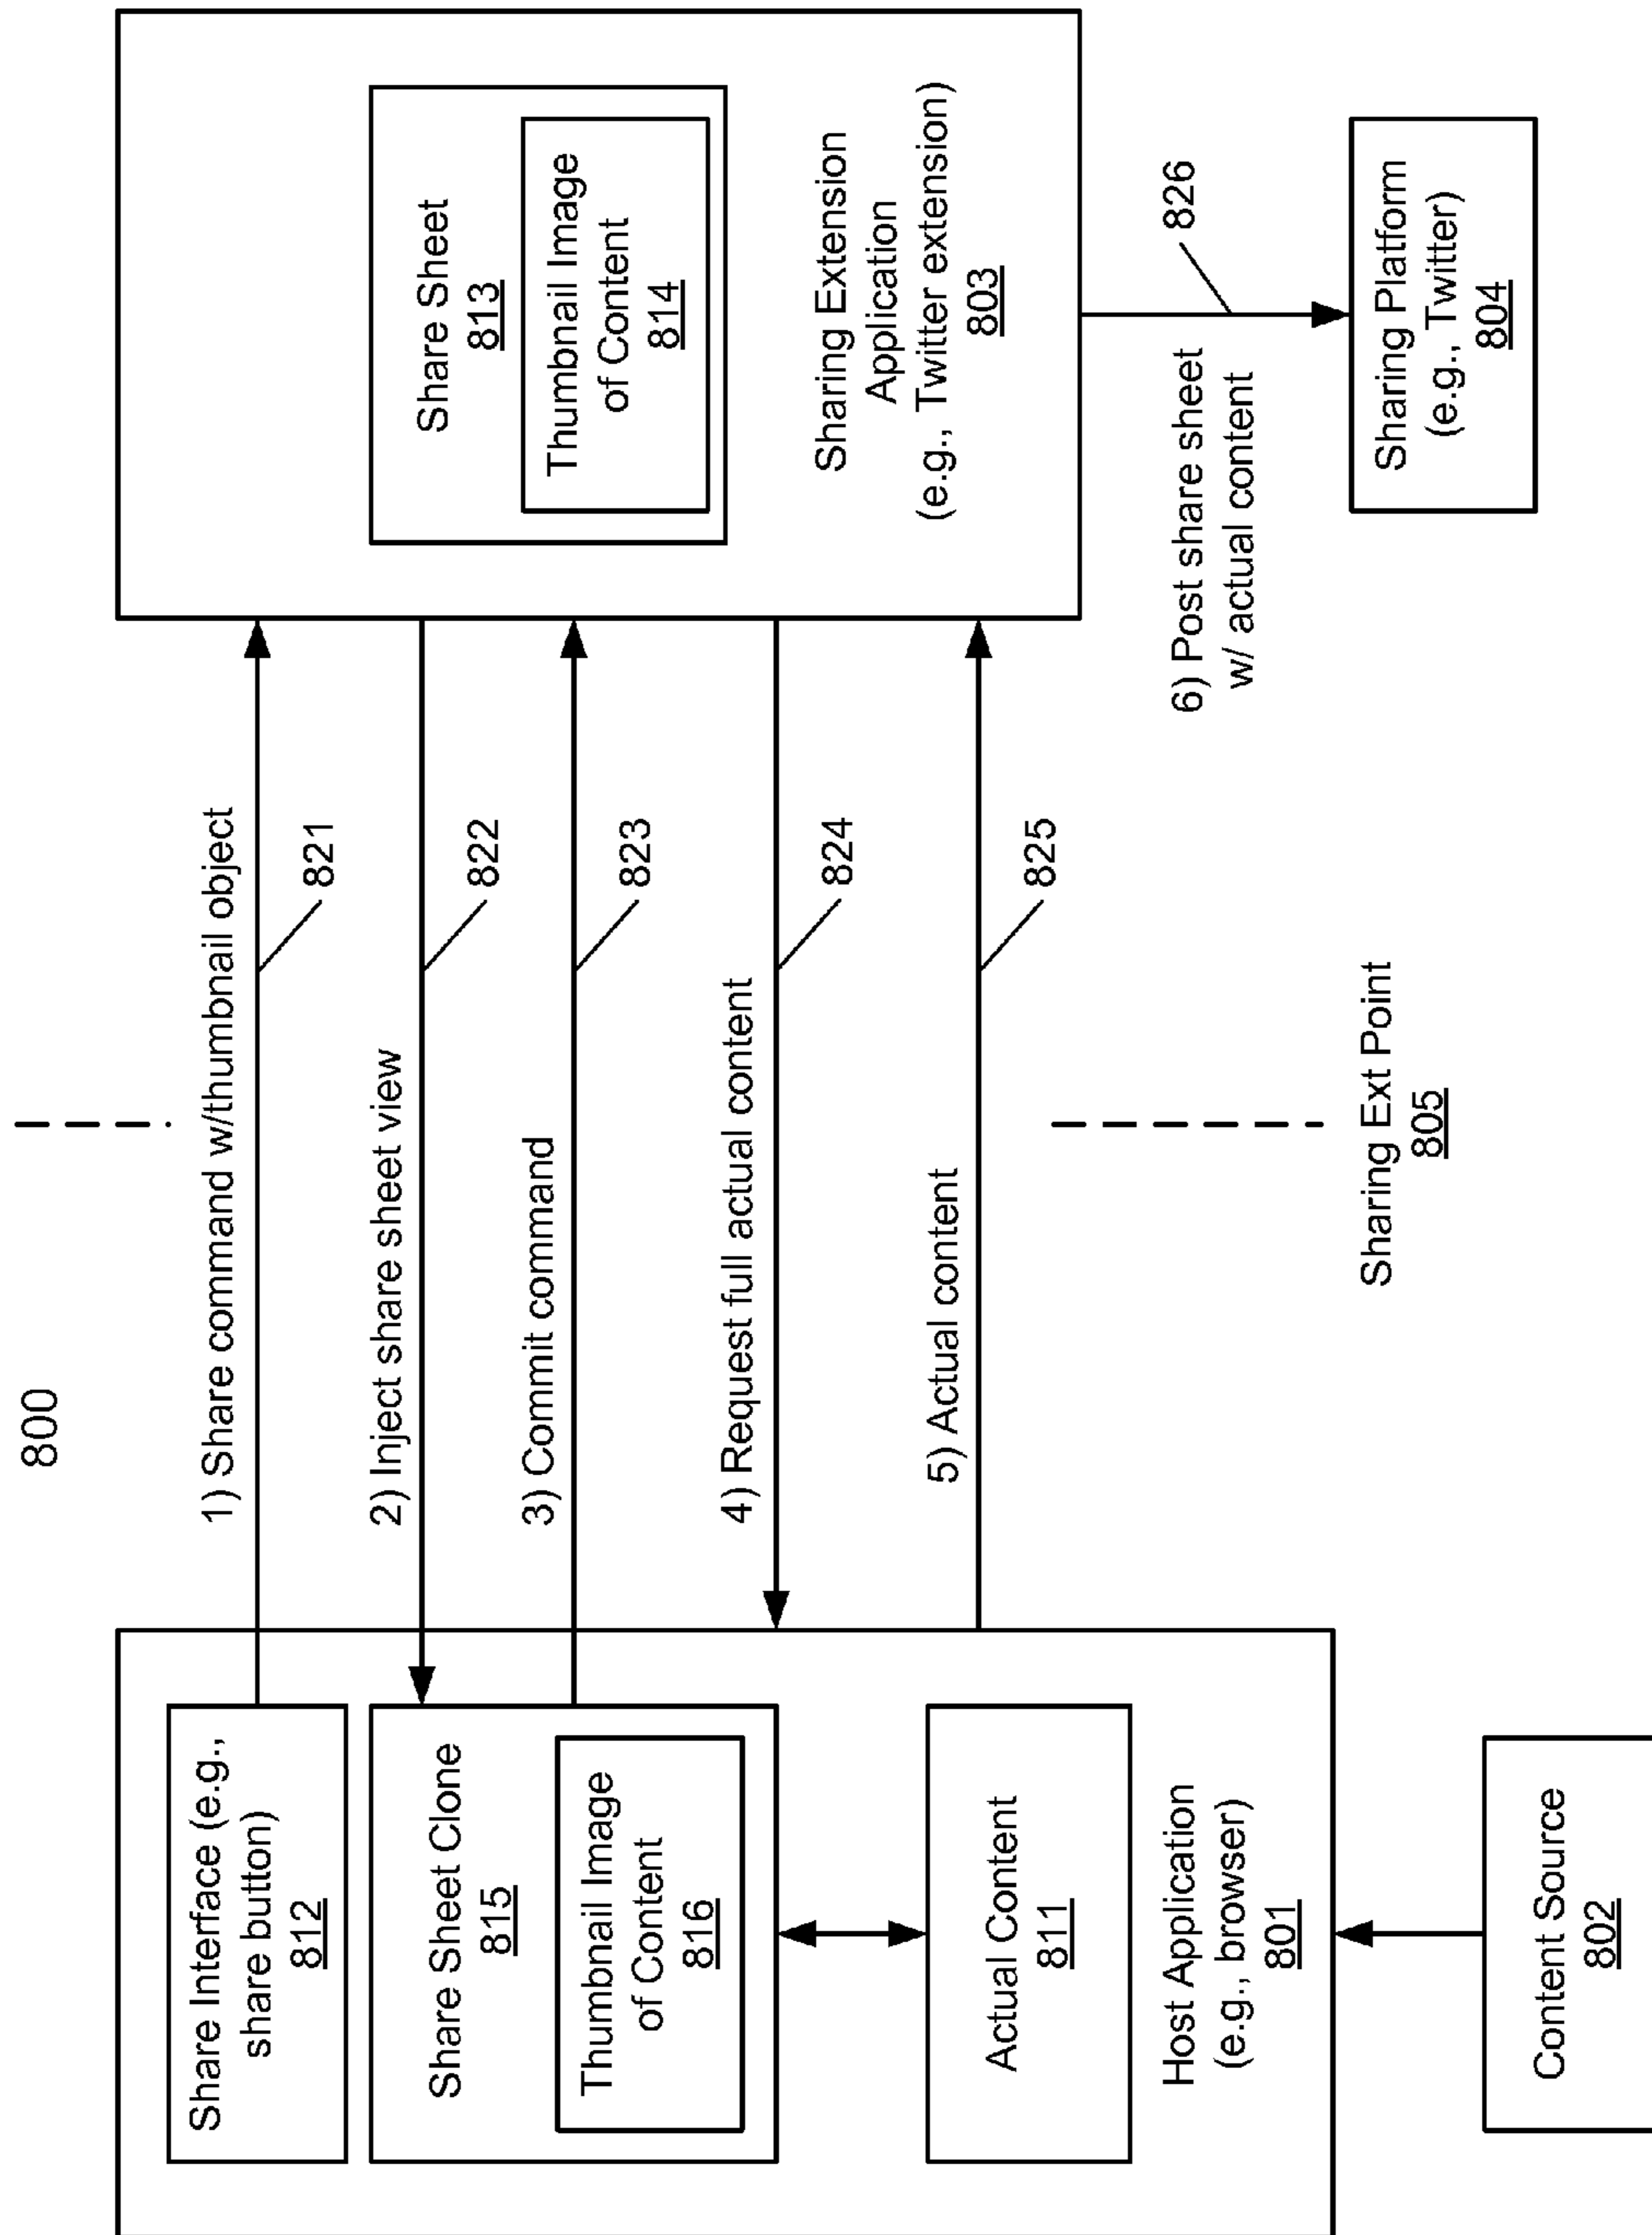 800
Share Interface (e.g.,
share button)
812
Share Sheet Clone
815
Thumbnail Image
of Content
816
Actual Content
811
Host Application
(e.g., browser)
801
Content Source
802
1) Share command w/thumbnail object
821
2) Inject share sheet view
822
3) Commit command
823
4) Request full actual content
824
5) Actual content
825
Sharing Ext Point
805
Share Sheet
813
Thumbnail Image
of Content
814
Sharing Extension
Application
(e.g., Twitter extension)
803
6) Post share sheet
w/ actual content
826
Sharing Platform
(e.g., Twitter)
804